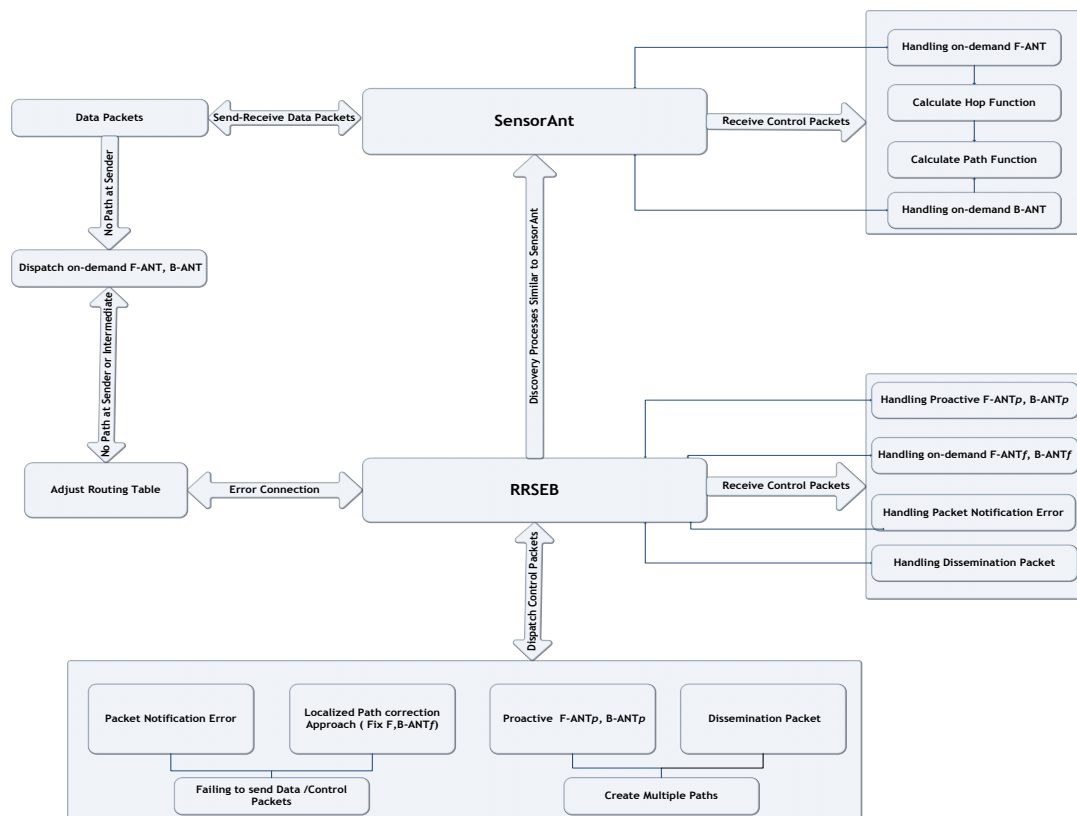 Handling on-demand F-ANT
Data Packets
Send-Receive Data Packets
SensorAnt
Receive Control Packets
Calculate Hop Function
Calculate Path Function
Handling on-demand B-ANT
No Path at Sender
Dispatch on-demand F-ANT, B-ANT
Discovery Processes Similar to SensorAnt
No Path at Sender or Intermediate
Adjust Routing Table
Error Connection
RRSEB
Receive Control Packets
Handling Proactive F-ANTp, B-ANTp
Handling on-demand F-ANTf, B-ANTf
Handling Packet Notification Error
Handling Dissemination Packet
Dispatch Control Packets
Packet Notification Error
Localized Path correction
Approach ( Fix F,B-ANTf)
Proactive F-ANTp, B-ANTp
Dissemination Packet
Failing to send Data /Control
Packets
Create Multiple Paths